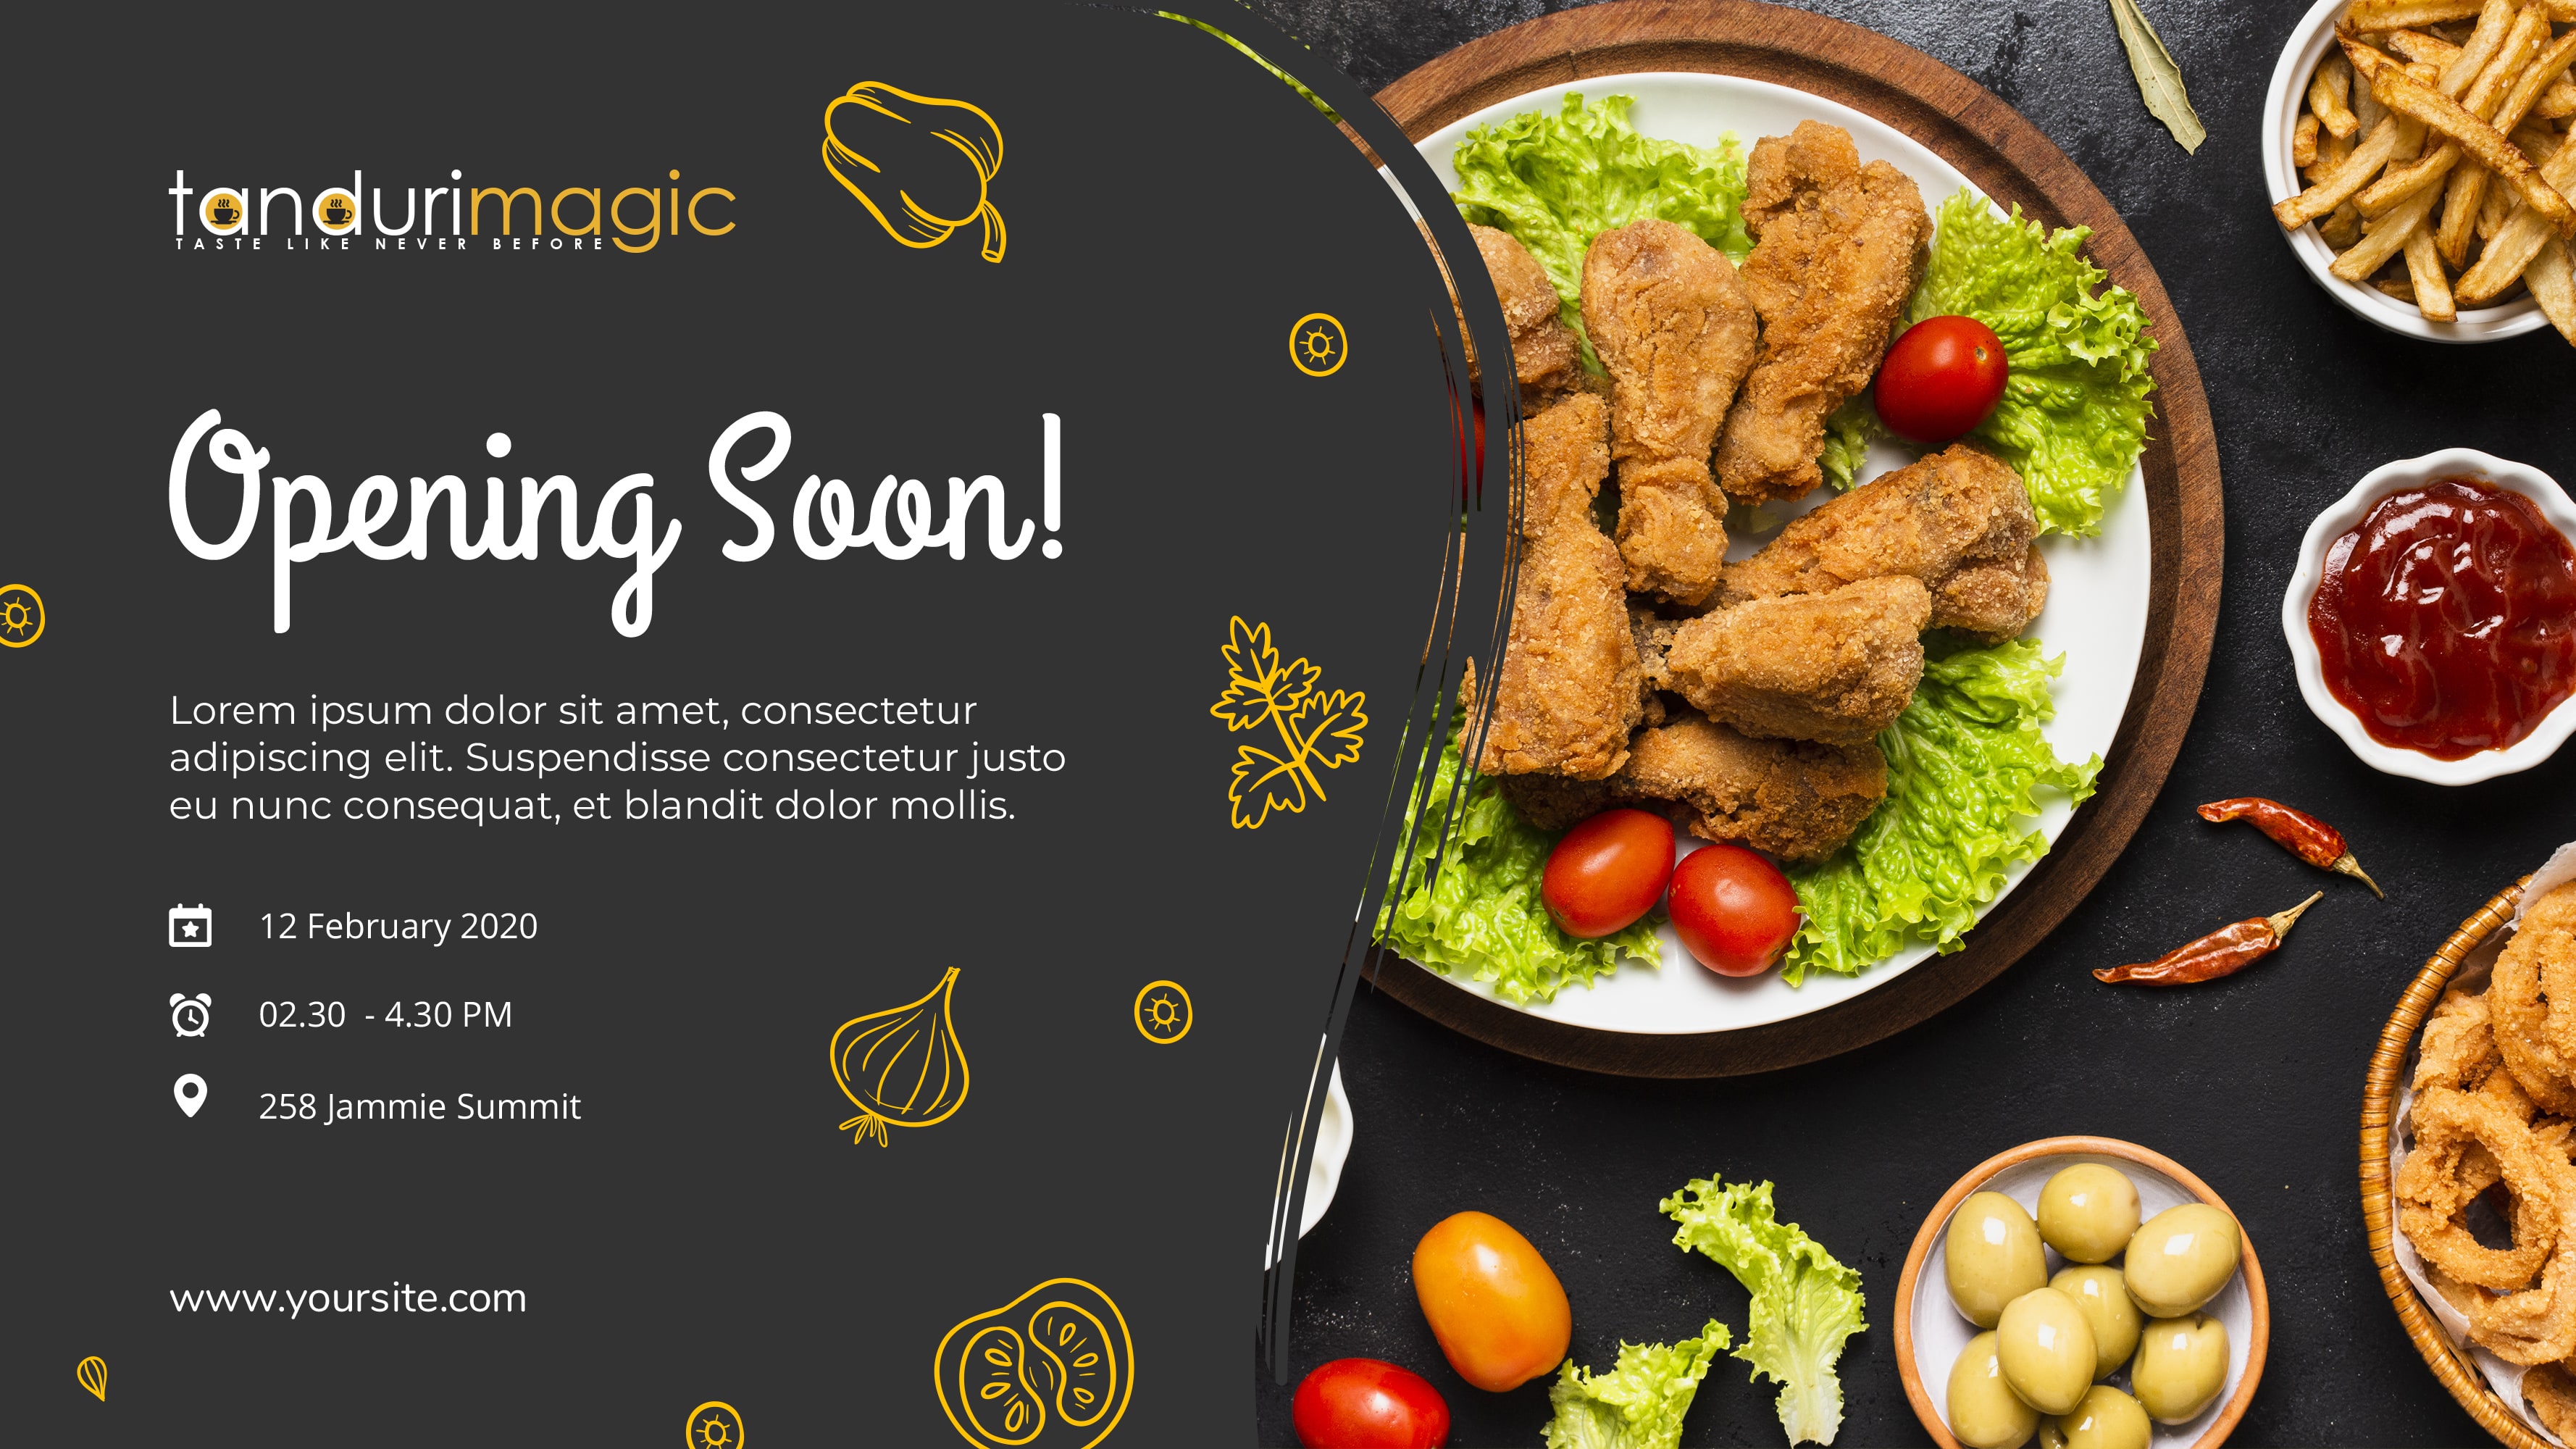 tandurimagic
TASTE LIKE NEVER BEFORE
Opening Soon!
Lorem ipsum dolor sit amet, consectetur
adipiscing elit. Suspendisse consectetur justo
eu nunc consequat, et blandit dolor mollis.
12 February 2020
02.30  - 4.30 PM
258 Jammie Summit
www.yoursite.com